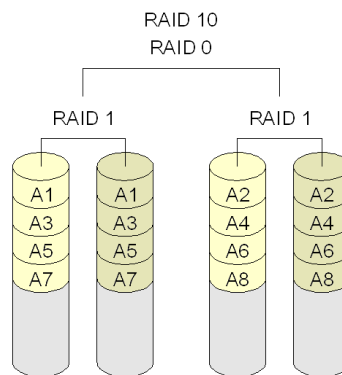 RAID 10
RAID 0
RAID 1 RAID 1
A1 A1 A2 A2
A3 A3 A4 A4
A5 A5 A6 A6
A7 A7 A8 A8